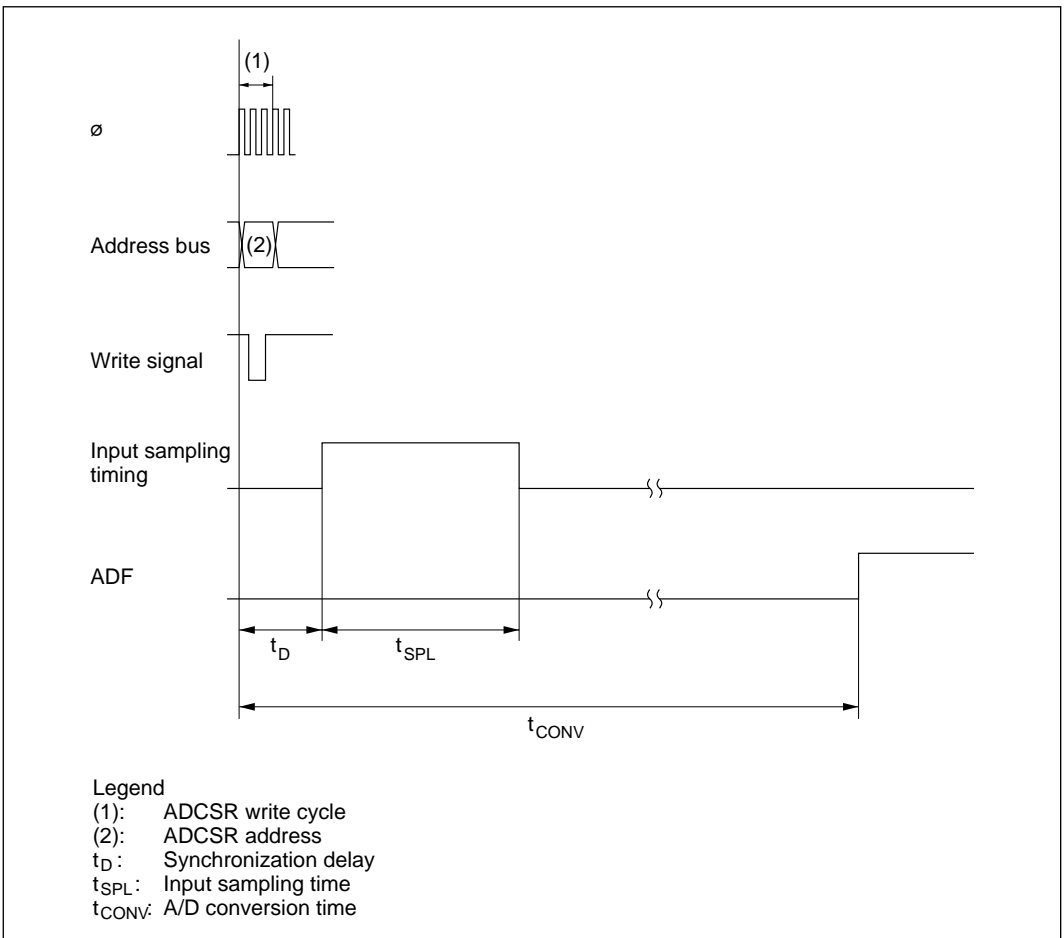 (1)
ø
Address bus
(2)
Write signal
Input sampling
timing
ADF
tD
tSPL
tCONV
Legend
(1): ADCSR write cycle
(2): ADCSR address
tD : Synchronization delay
tSPL : Input sampling time
tCONV: A/D conversion time